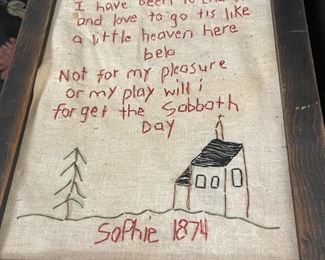 I have been to
and love to go tis like
a little heaven here
belo
Not for my pleasure
or my play will i
forget the Sabbath
Day
Sophie 1874